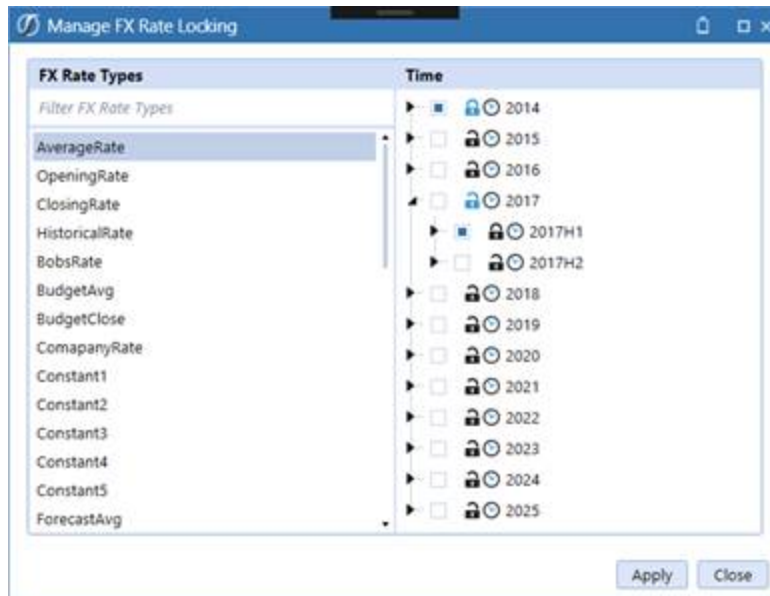 Manage FX Rate Locking
FX Rate Types
Filter FX Rate Types
AverageRate
OpeningRate
ClosingRate
HistoricalRate
BobsRate
BudgetAvg
BudgetClose
ComapanyRate
Constant1
Constant2
Constant3
Constant4
Constant5
ForecastAvg
Time
2014
2015
2016
2017
2017H1
2017H2
2018
2019
2020
2021
2022
2023
2024
2025
Apply
Close